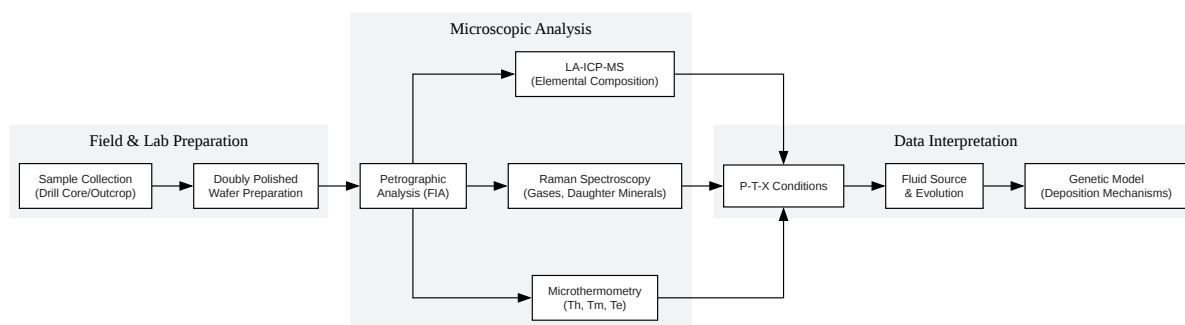 Field & Lab Preparation
Sample Collection
(Drill Core/Outcrop)
Doubly Polished
Wafer Preparation
Microscopic Analysis
Petrographic
Analysis (FIA)
LA-ICP-MS
(Elemental Composition)
Raman Spectroscopy
(Gases, Daughter Minerals)
Microthermometry
(Th, Tm, Te)
Data Interpretation
P-T-X Conditions
Fluid Source
& Evolution
Genetic Model
(Deposition Mechanisms)